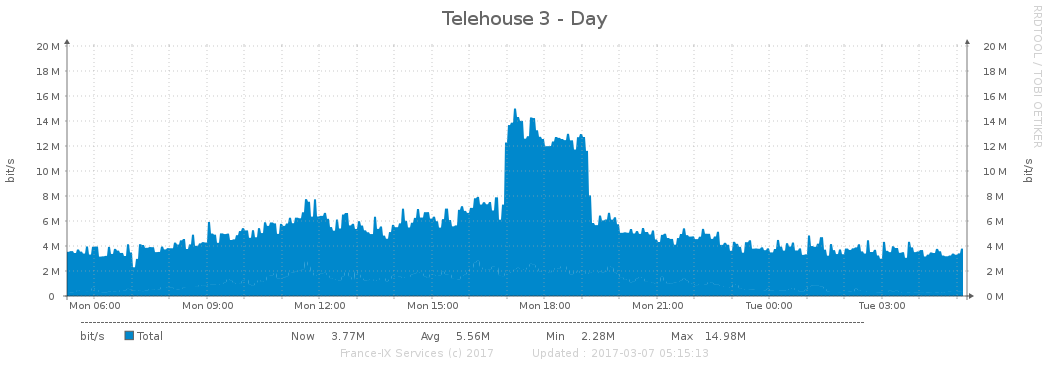 Telehouse 3 - Day
RRDTOOL / TOBI OETIKER
20 M 20 M
18 M 18 M
16 M 16 M
14 M 14 M
12 M 12 M
10 M 10 M
8 M 8 M
6 M 6 M
4 M 4 M
2 M 2 M
0 0 M
bit/s
bit/s
Mon 06:00 Mon 09:00 Mon 12:00 Mon 15:00 Mon 18:00 Mon 21:00 Tue 00:00 Tue 03:00
bit/s Total Now 3.77M Avg 5.56M Min 2.28M Max 14.98M
France-IX Services (c) 2017 Updated : 2017-03-07 05:15:13